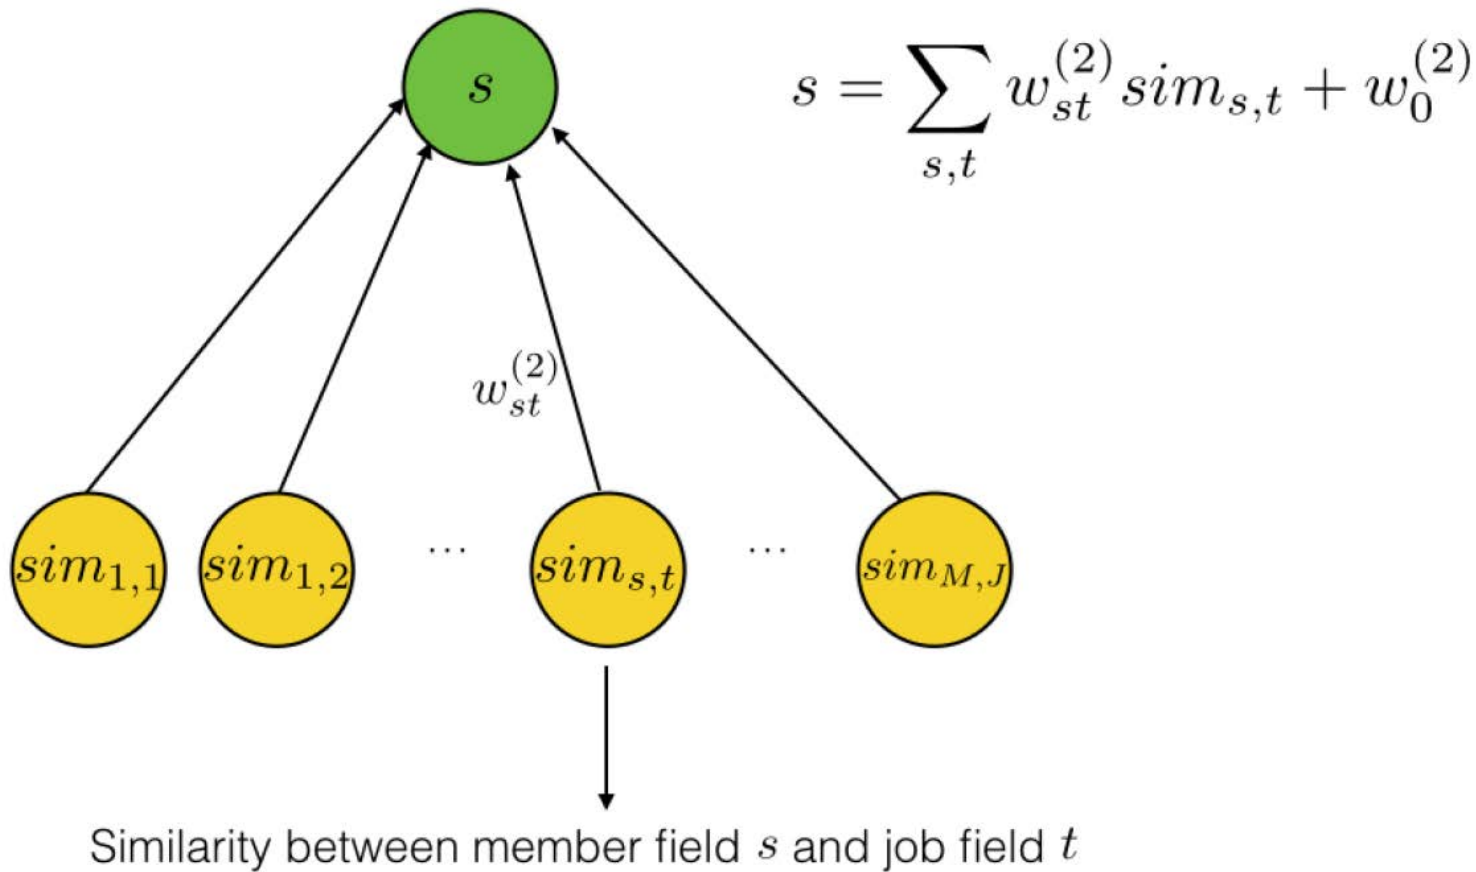 s
s = \sum_{s,t} w_{st}^{(2)} sim_{s,t} + w_0^{(2)}
w_{st}^{(2)}
sim_{1,1} sim_{1,2} ... sim_{s,t} ... sim_{M,J}
Similarity between member field s and job field t